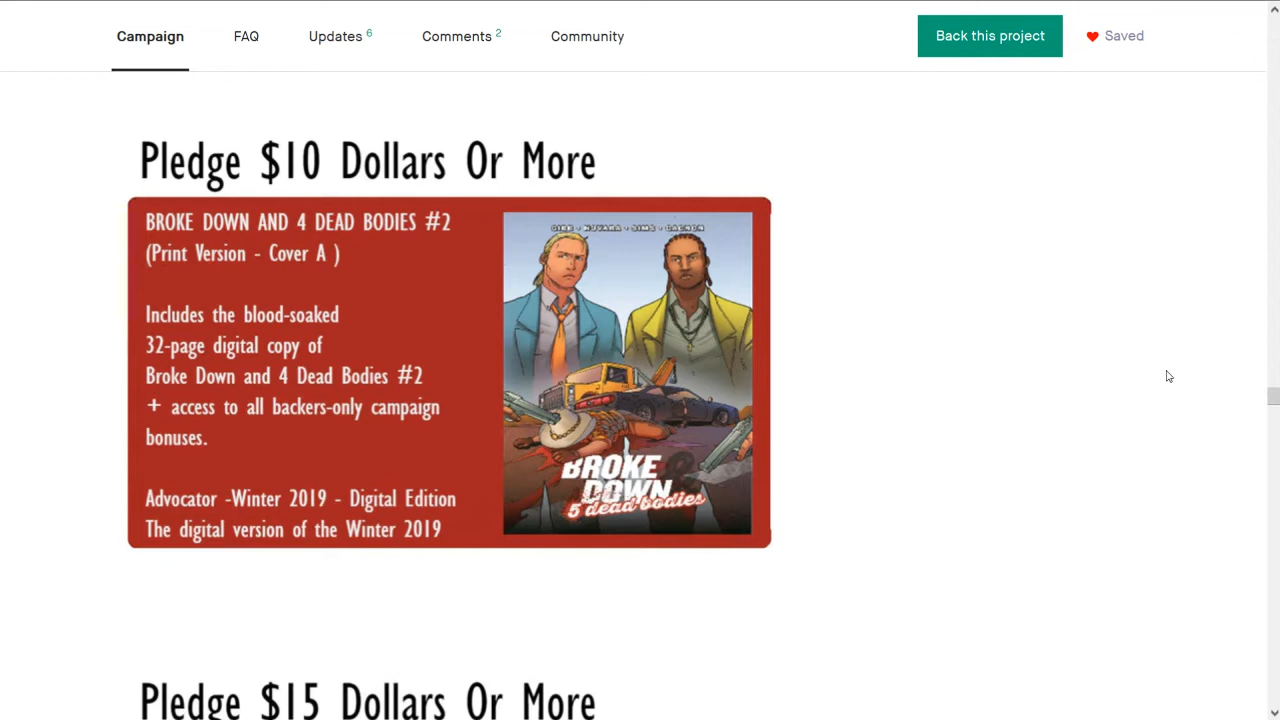 Campaign FAQ Updates 6 Comments 2 Community Back this project Saved
Pledge $10 Dollars Or More
BROKE DOWN AND 4 DEAD BODIES #2
(Print Version - Cover A )
Includes the blood-soaked
32-page digital copy of
Broke Down and 4 Dead Bodies #2
+ access to all backers-only campaign
bonuses.
Advocator -Winter 2019 - Digital Edition
The digital version of the Winter 2019
BROKE
DOWN
5 dead bodies
Pledge $15 Dollars Or More